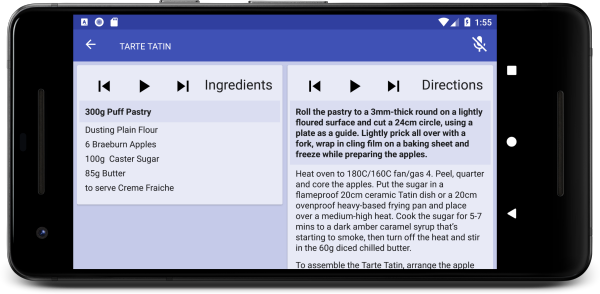 1:55
TARTE TATIN
Ingredients
300g Puff Pastry
Dusting Plain Flour
6 Braeburn Apples
100g Caster Sugar
85g Butter
to serve Creme Fraiche
Directions
Roll the pastry to a 3mm-thick round on a lightly
floured surface and cut a 24cm circle, using a
plate as a guide. Lightly prick all over with a
fork, wrap in cling film on a baking sheet and
freeze while preparing the apples.
Heat oven to 180C/160C fan/gas 4. Peel, quarter
and core the apples. Put the sugar in a
flameproof 20cm ceramic Tatin dish or a 20cm
ovenproof heavy-based frying pan and place
over a medium-high heat. Cook the sugar for 5-7
mins to a dark amber caramel syrup that's
starting to smoke, then turn off the heat and stir
in the 60g diced chilled butter.
To assemble the Tarte Tatin, arrange the apple